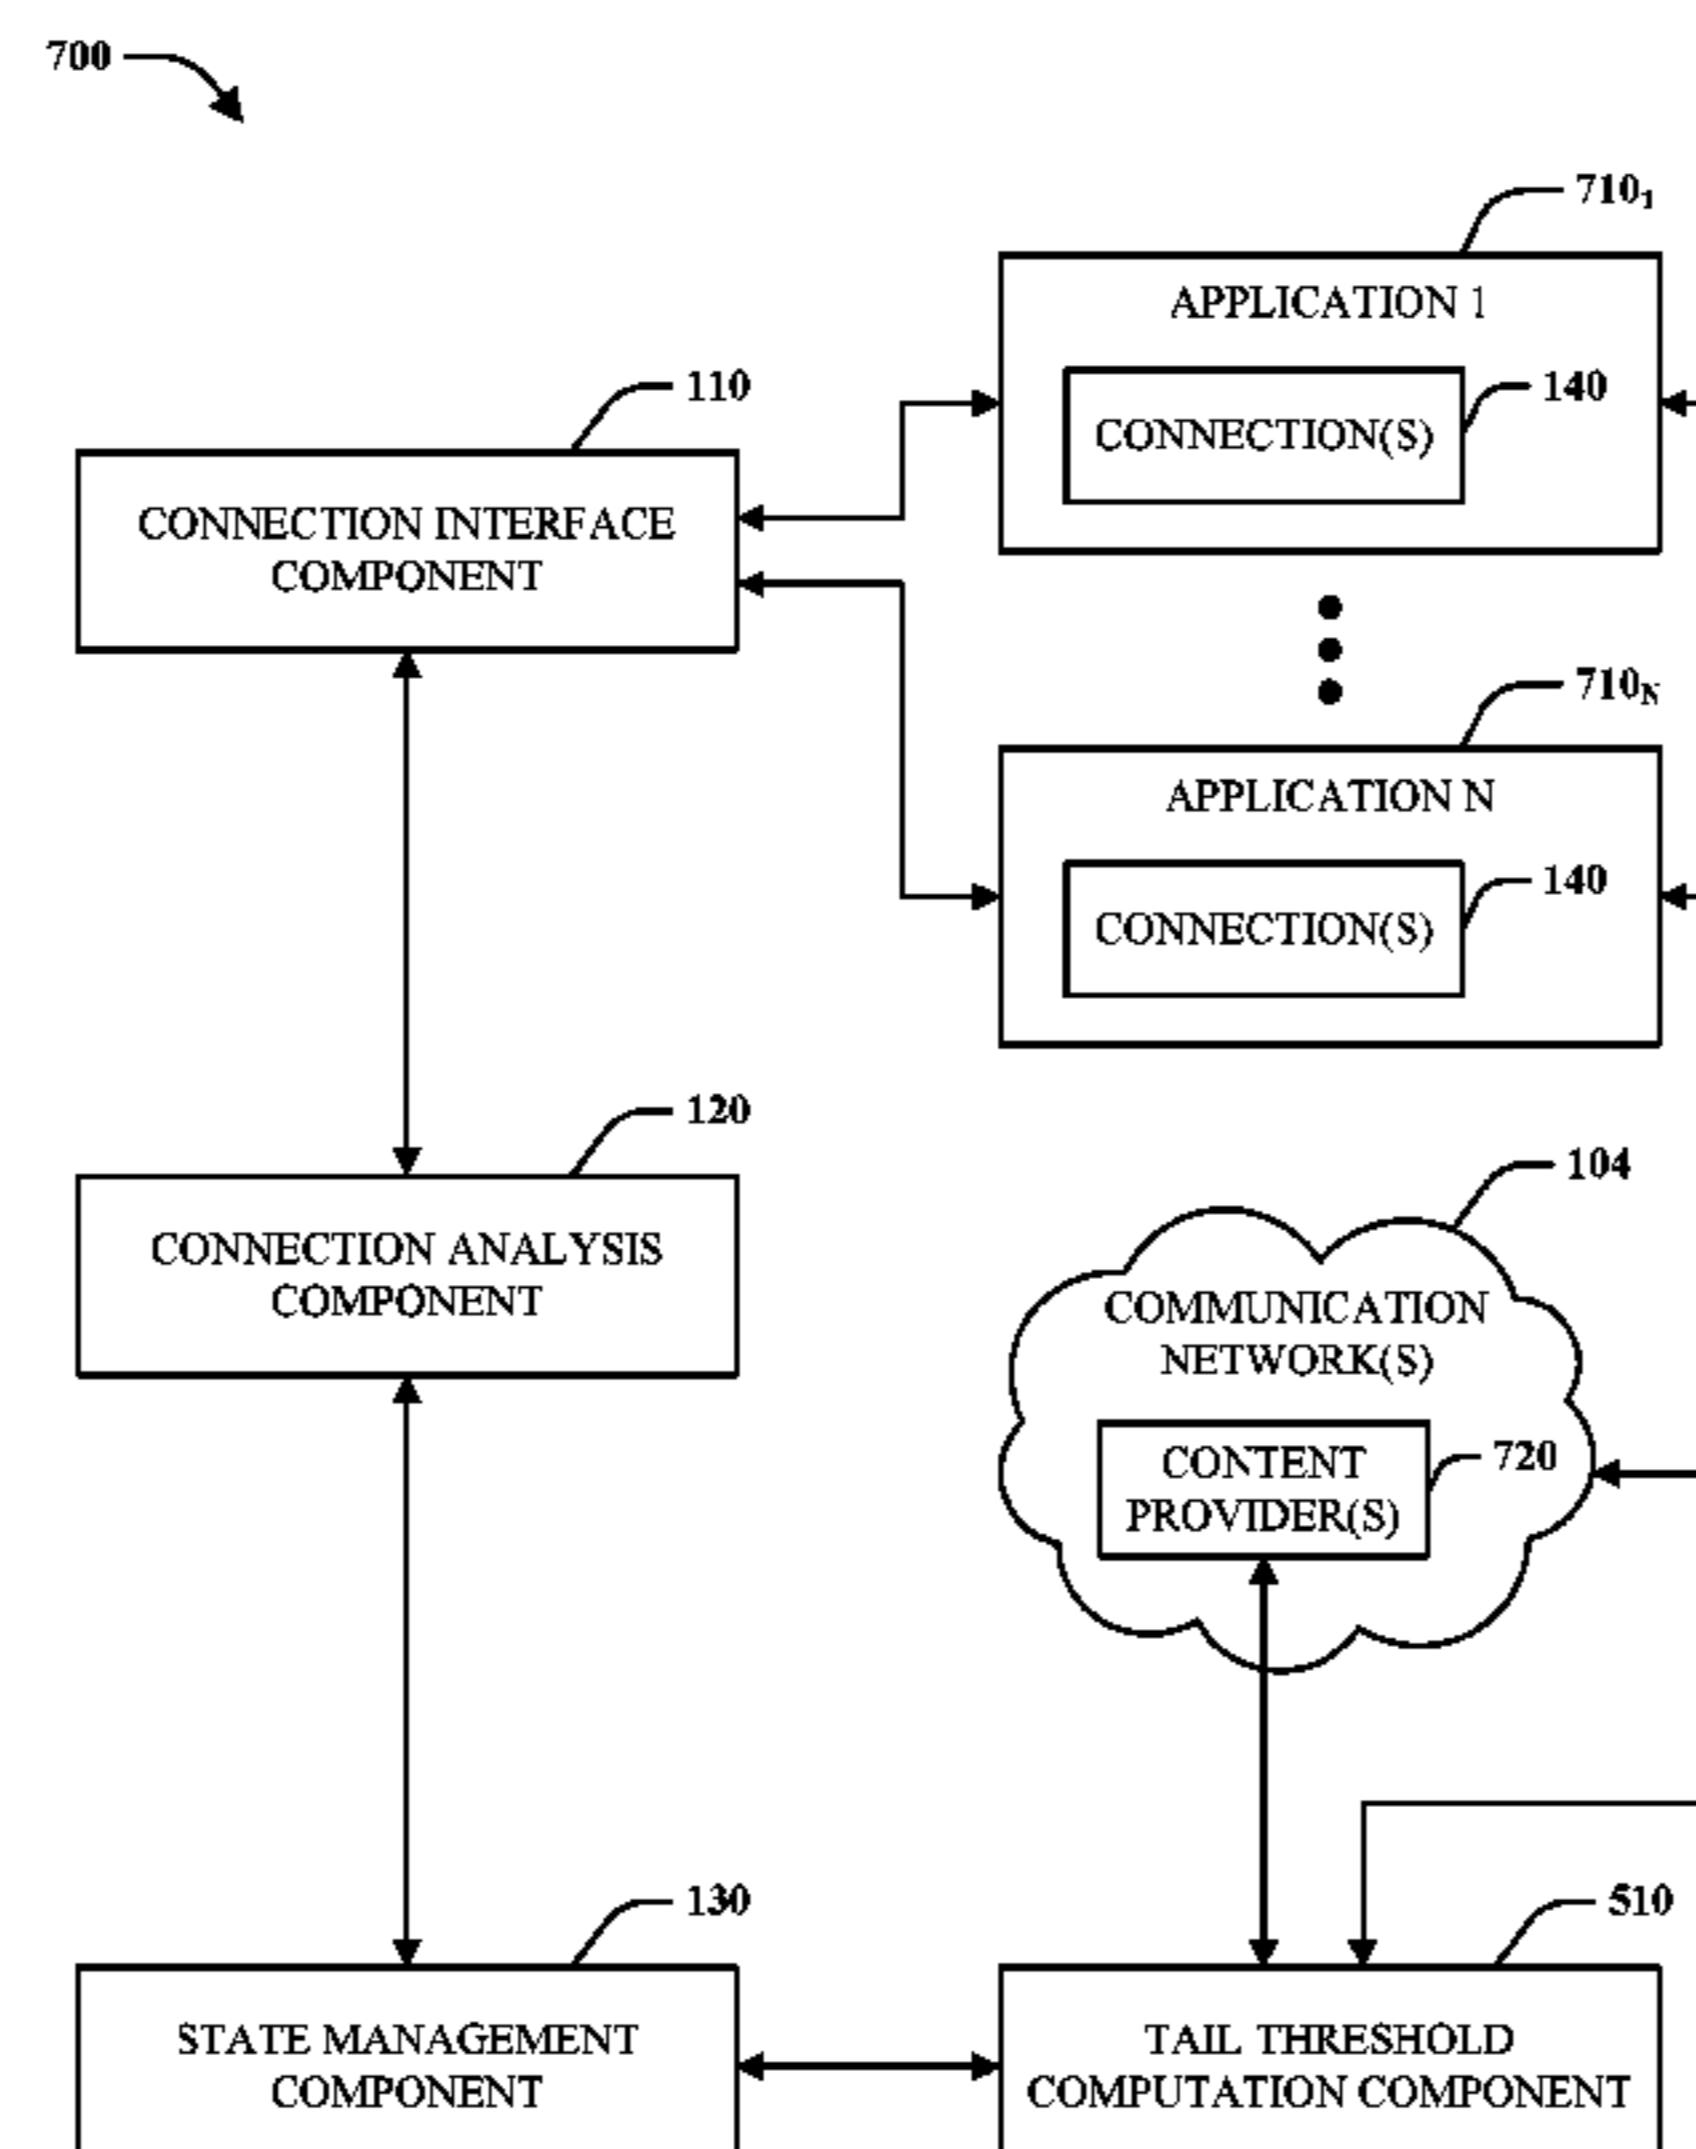 700
710₁
APPLICATION 1
140
CONNECTION(S)
110
CONNECTION INTERFACE
COMPONENT
710ₙ
APPLICATION N
140
CONNECTION(S)
120
CONNECTION ANALYSIS
COMPONENT
104
COMMUNICATION
NETWORK(S)
720
CONTENT
PROVIDER(S)
130
STATE MANAGEMENT
COMPONENT
510
TAIL THRESHOLD
COMPUTATION COMPONENT